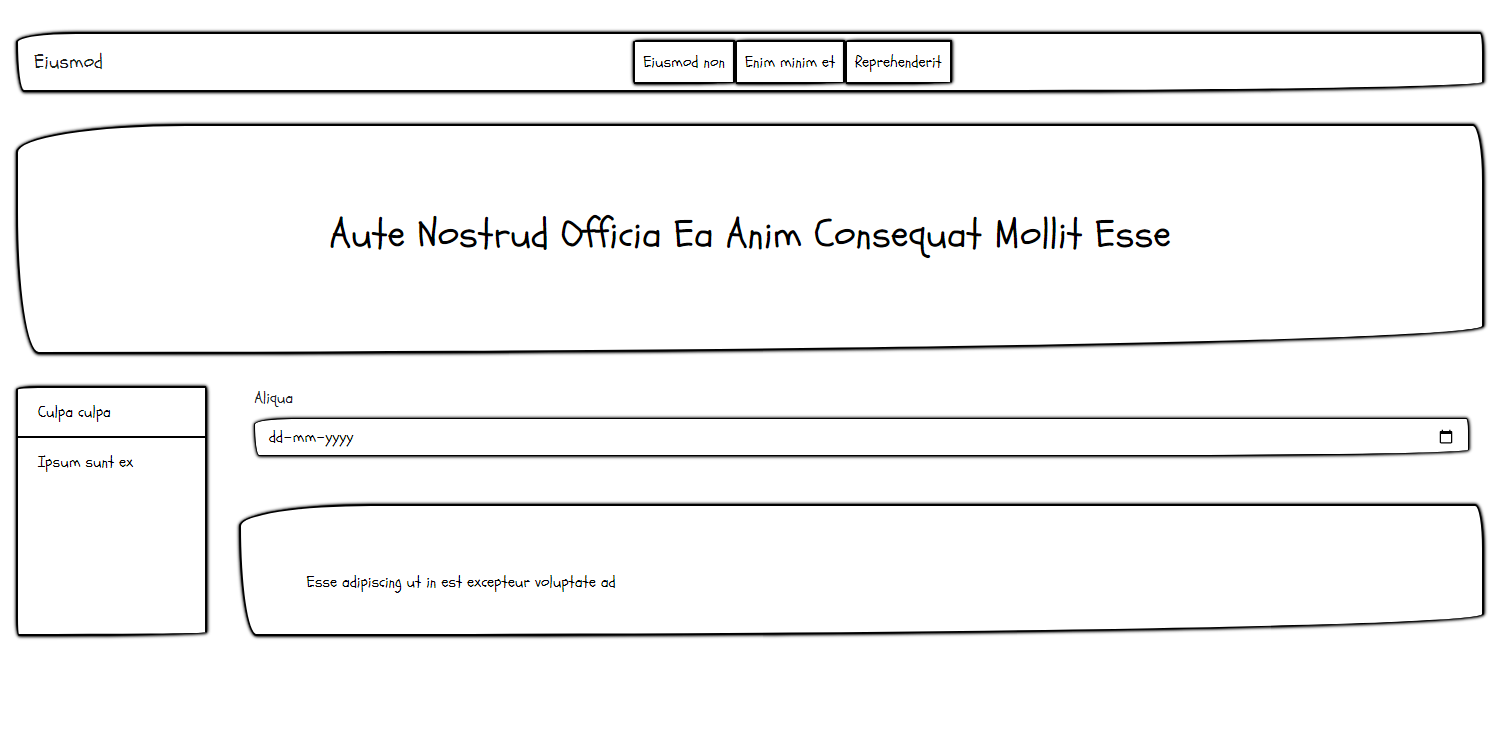 Eiusmod
Eiusmod non Enim minim et Reprehenderit
Aute Nostrud Officia Ea Anim Consequat Mollit Esse
Culpa culpa
Ipsum sunt ex
Aliqua
dd-mm-yyyy
Esse adipiscing ut in est excepteur voluptate ad